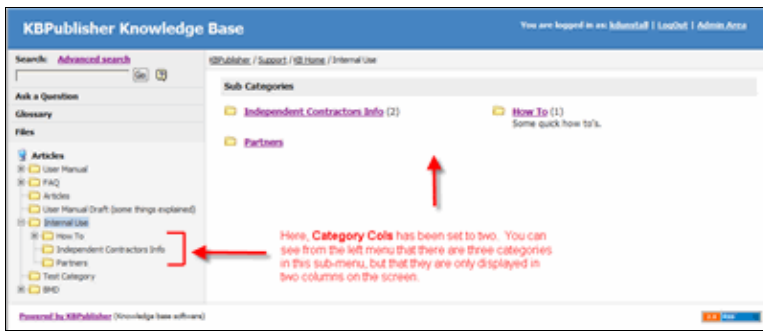 KBPublisher Knowledge Base
You are logged in as: kdunstall | LogOut | Admin Area
Search: Advanced search
Go
KBPublisher / Support / KB Home / Internal Use
Ask a Question
Glossary
Files
Articles
User Manual
FAQ
Articles
User Manual Draft (some things explained)
Internal Use
How To
Independent Contractors Info
Partners
Test Category
BMD
Sub Categories
Independent Contractors Info (2)
How To (1)
Some quick how to's.
Partners
Here, Category Cols has been set to two. You can
see from the left menu that there are three categories
in this sub-menu, but that they are only displayed in
two columns on the screen.
Powered by KBPublisher (Knowledge base software)